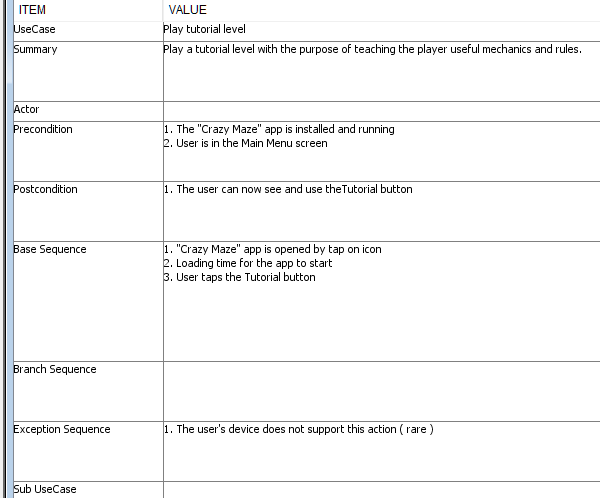 ITEM VALUE
UseCase Play tutorial level
Summary Play a tutorial level with the purpose of teaching the player useful mechanics and rules.
Actor
Precondition 1. The "Crazy Maze" app is installed and running
2. User is in the Main Menu screen
Postcondition 1. The user can now see and use theTutorial button
Base Sequence 1. "Crazy Maze" app is opened by tap on icon
2. Loading time for the app to start
3. User taps the Tutorial button
Branch Sequence
Exception Sequence 1. The user's device does not support this action ( rare )
Sub UseCase